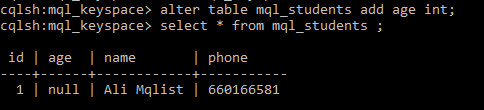 cqlsh:mql_keyspace> alter table mql_students add age int;
cqlsh:mql_keyspace> select * from mql_students ;
id | age | name | phone
----+------+------------+-----------
1 | null | Ali Mqlist | 660166581